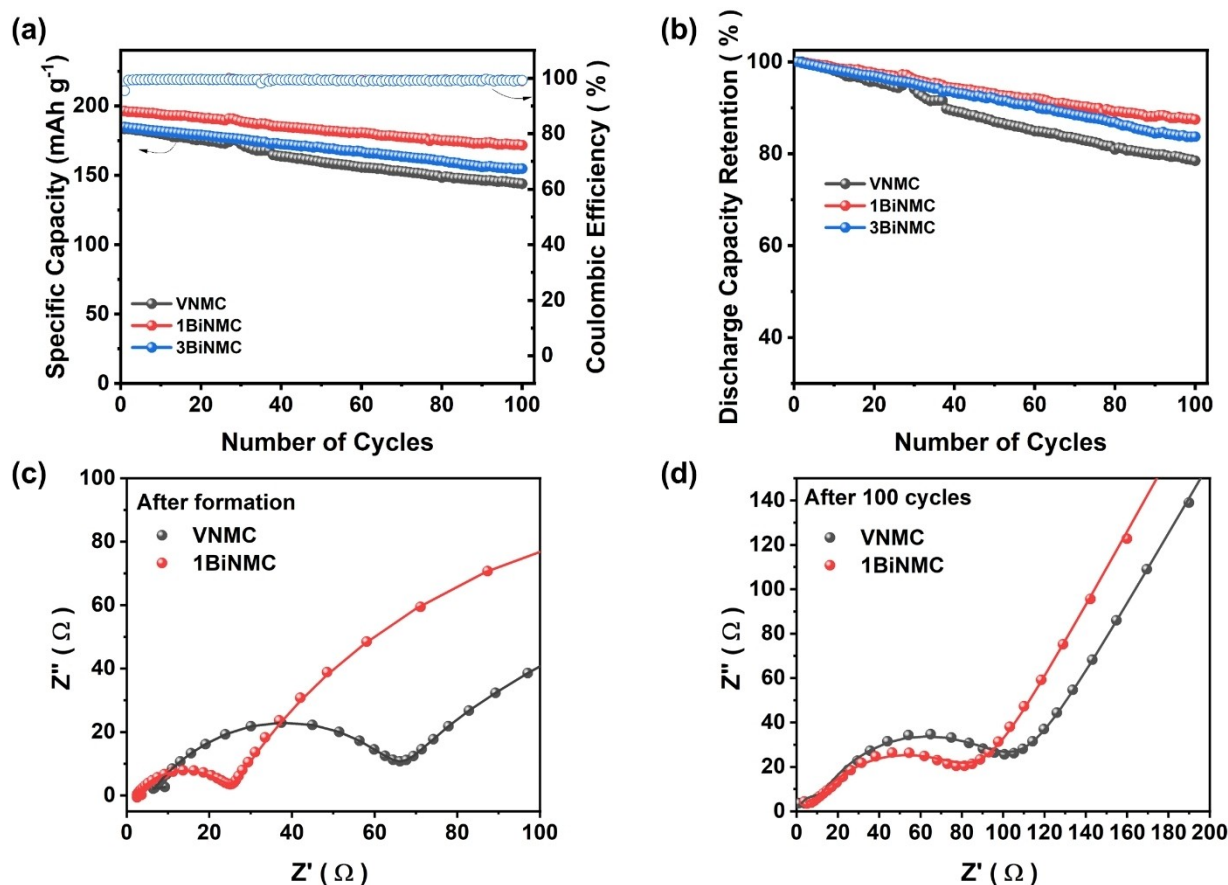 (a)
Specific Capacity (mAh g⁻¹)
200
150
100
50
0
VNMC
1BiNMC
3BiNMC
0 20 40 60 80 100
Number of Cycles
100
80
60
40
20
0
Coulombic Efficiency ( % )
(b)
Discharge Capacity Retention ( % )
100
80
60
40
VNMC
1BiNMC
3BiNMC
0 20 40 60 80 100
Number of Cycles
(c)
Z'' ( Ω )
100
80
60
40
20
0
After formation
VNMC
1BiNMC
0 20 40 60 80 100
Z' ( Ω )
(d)
Z'' ( Ω )
140
120
100
80
60
40
20
0
After 100 cycles
VNMC
1BiNMC
0 20 40 60 80 100 120 140 160 180 200
Z' ( Ω )